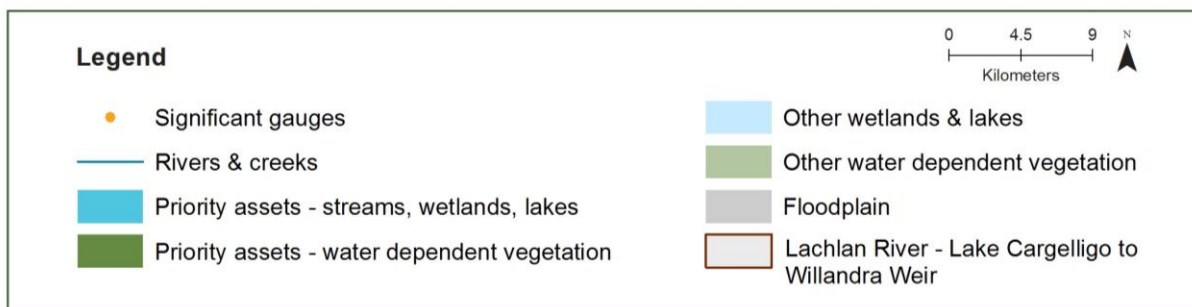 Legend
0 4.5 9 N
Kilometers
Significant gauges
Rivers & creeks
Priority assets - streams, wetlands, lakes
Priority assets - water dependent vegetation
Other wetlands & lakes
Other water dependent vegetation
Floodplain
Lachlan River - Lake Cargelligo to
Willandra Weir